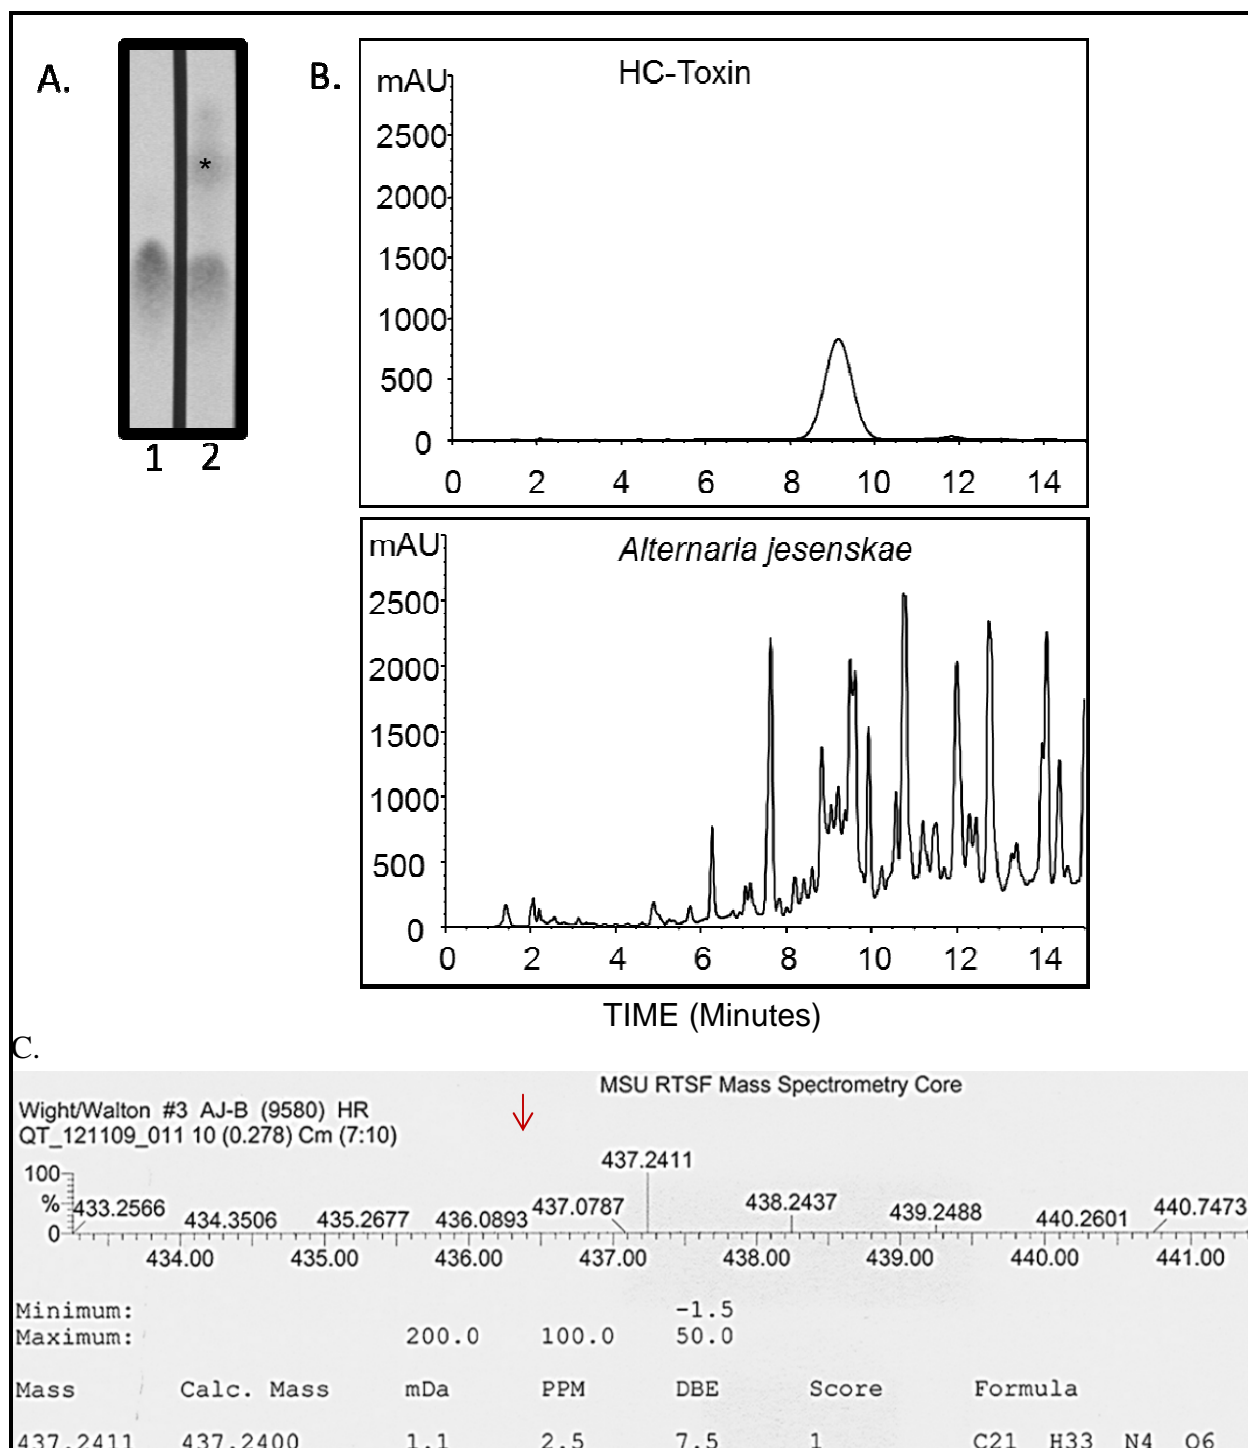 A.
*
1 2
B.
HC-Toxin
mAU
2500
2000
1500
1000
500
0
0 2 4 6 8 10 12 14
Alternaria jesenskae
mAU
2500
2000
1500
1000
500
0
0 2 4 6 8 10 12 14
TIME (Minutes)
C.
MSU RTSF Mass Spectrometry Core
Wight/Walton #3 AJ-B (9580) HR
QT_121109_011 10 (0.278) Cm (7:10)
437.2411
100
%
433.2566 434.3506 435.2677 436.0893 437.0787 438.2437 439.2488 440.2601 440.7473
0
434.00 435.00 436.00 437.00 438.00 439.00 440.00 441.00
Minimum: -1.5
Maximum: 200.0 100.0 50.0
Mass Calc. Mass mDa PPM DBE Score Formula
437.2411 437.2400 1.1 2.5 7.5 1 C21 H33 N4 O6